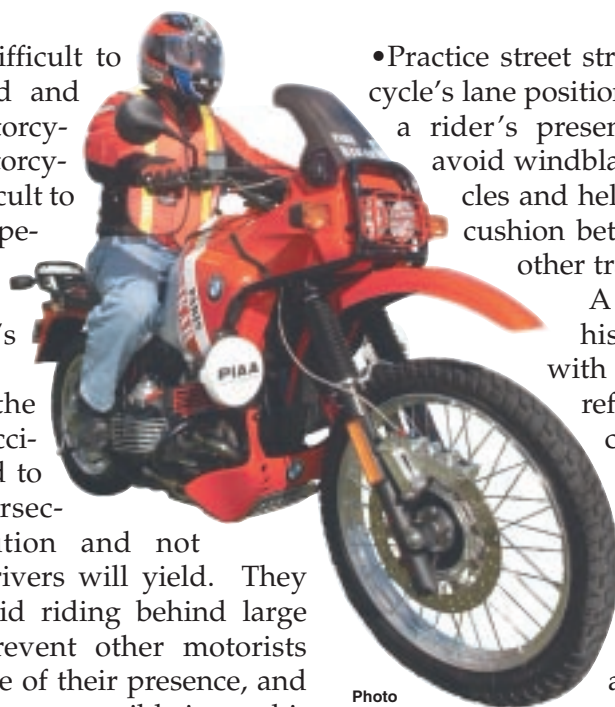 ifficult to
d and
torcy-
torcy-
cult to
pe-
's
the
cci-
d to
rsec-
tion and not
rivers will yield. They
id riding behind large
revent other motorists
e of their presence, and
PIAA
Photo
•Practice street str
cycle's lane position
a rider's presen
avoid windbla
cles and hel
cushion bet
other tr
A
his
with
ref
a